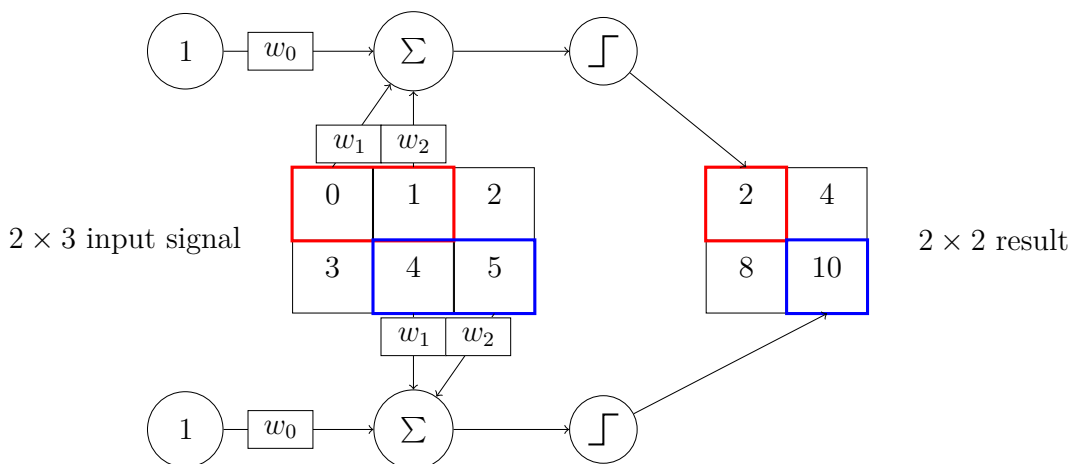 1 w₀ Σ
w₁ w₂
0 1 2
2 4
2 × 3 input signal
2 × 2 result
3 4 5
8 10
w₁ w₂
1 w₀ Σ